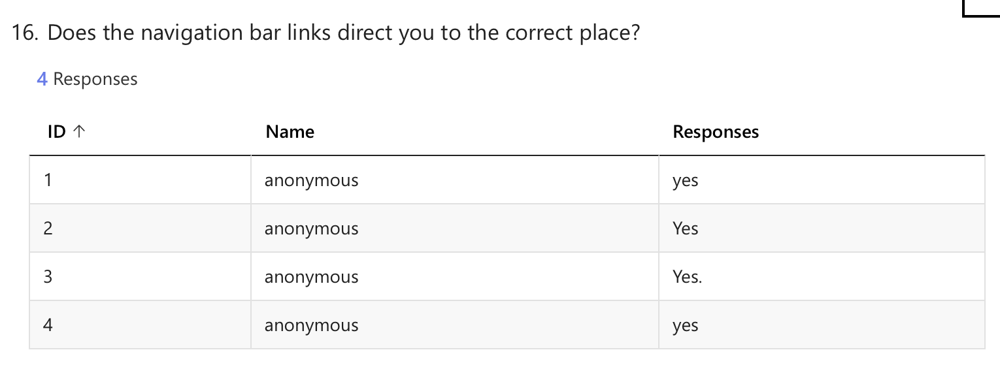 16. Does the navigation bar links direct you to the correct place?
4 Responses
ID ↑ Name Responses
1 anonymous yes
2 anonymous Yes
3 anonymous Yes.
4 anonymous yes